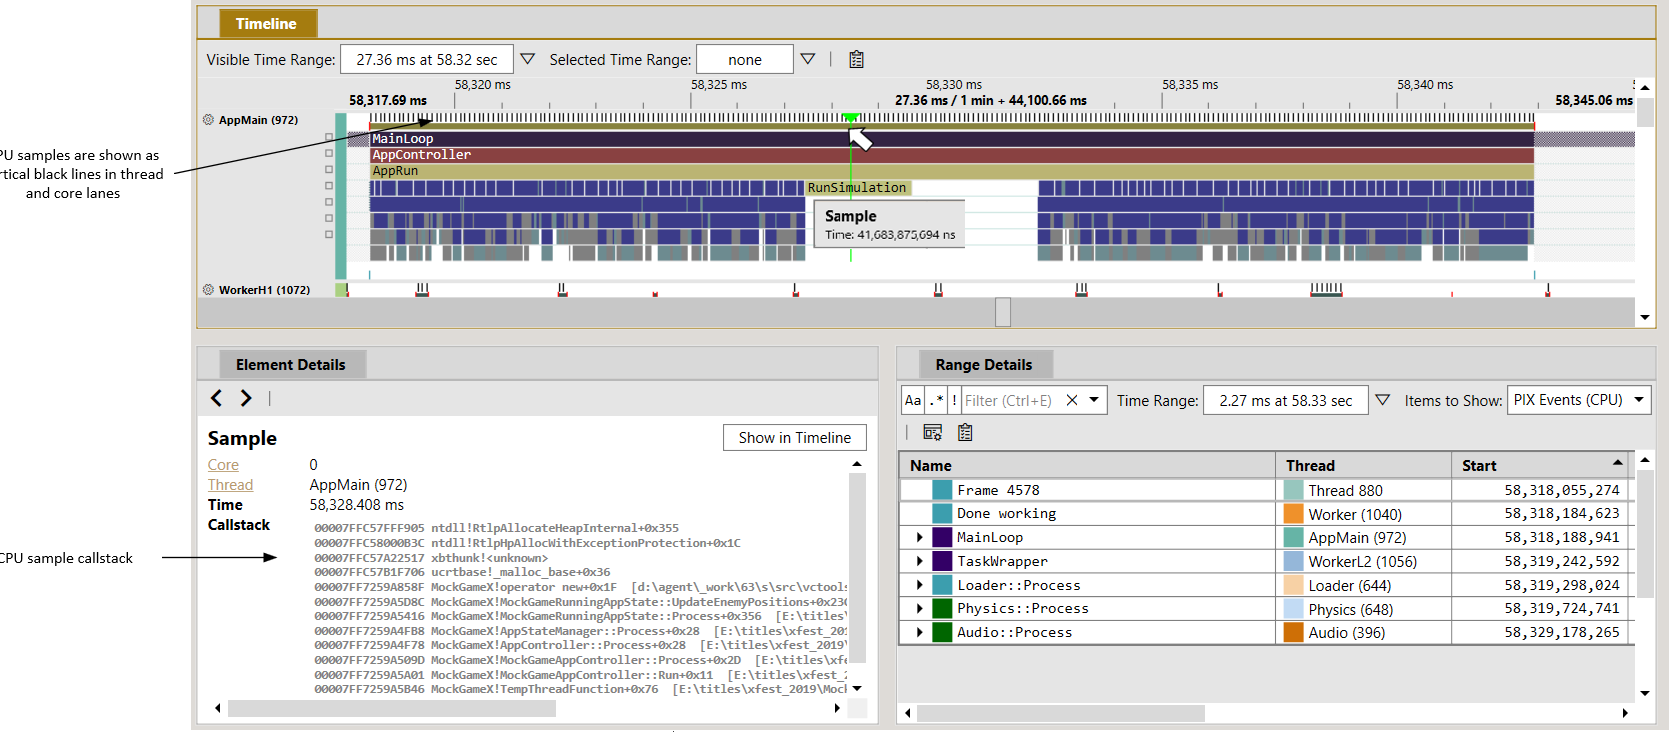 Timeline
Visible Time Range: 27.36 ms at 58.32 sec Selected Time Range: none
58,320 ms 58,325 ms 58,330 ms 58,335 ms 58,340 ms
58,317.69 ms 27.36 ms / 1 min + 44,100.66 ms 58,345.06 ms
AppMain (972)
MainLoop
AppController
AppRun
RunSimulation
Sample
Time: 41,683,875,694 ns
WorkerH1 (1072)
PU samples are shown as
rtical black lines in thread
and core lanes
CPU sample callstack
Element Details
Sample
Show in Timeline
Core 0
Thread AppMain (972)
Time 58,328.408 ms
Callstack
00007FFC57FFF905 ntdll!RtlpAllocateHeapInternal+0x355
00007FFC58000B3C ntdll!RtlpHpAllocWithExceptionProtection+0x1C
00007FFC57A22517 xbthunk!<unknown>
00007FFC57B1F706 ucrtbase!_malloc_base+0x36
00007FF7259A858F MockGameX!operator new+0x1F [d:\agent\_work\63\s\src\vctools
00007FF7259A5D8C MockGameX!MockGameRunningAppState::UpdateEnemyPositions+0x230
00007FF7259A5416 MockGameX!MockGameRunningAppState::Process+0x356 [E:\titles\
00007FF7259A4FB8 MockGameX!AppStateManager::Process+0x28 [E:\titles\xfest_201
00007FF7259A4F78 MockGameX!AppController::Process+0x28 [E:\titles\xfest_2019\
00007FF7259A509D MockGameX!MockGameAppController::Process+0x2D [E:\titles\xfe
00007FF7259A5A01 MockGameX!MockGameAppController::Run+0x11 [E:\titles\xfest_2
00007FF7259A5B46 MockGameX!TempThreadFunction+0x76 [E:\titles\xfest_2019\Mock
Range Details
Aa .* ! Filter (Ctrl+E) Time Range: 2.27 ms at 58.33 sec Items to Show: PIX Events (CPU)
Name Thread Start
Frame 4578 Thread 880 58,318,055,274
Done working Worker (1040) 58,318,184,623
MainLoop AppMain (972) 58,318,188,941
TaskWrapper WorkerL2 (1056) 58,319,242,592
Loader::Process Loader (644) 58,319,298,024
Physics::Process Physics (648) 58,319,724,741
Audio::Process Audio (396) 58,329,178,265